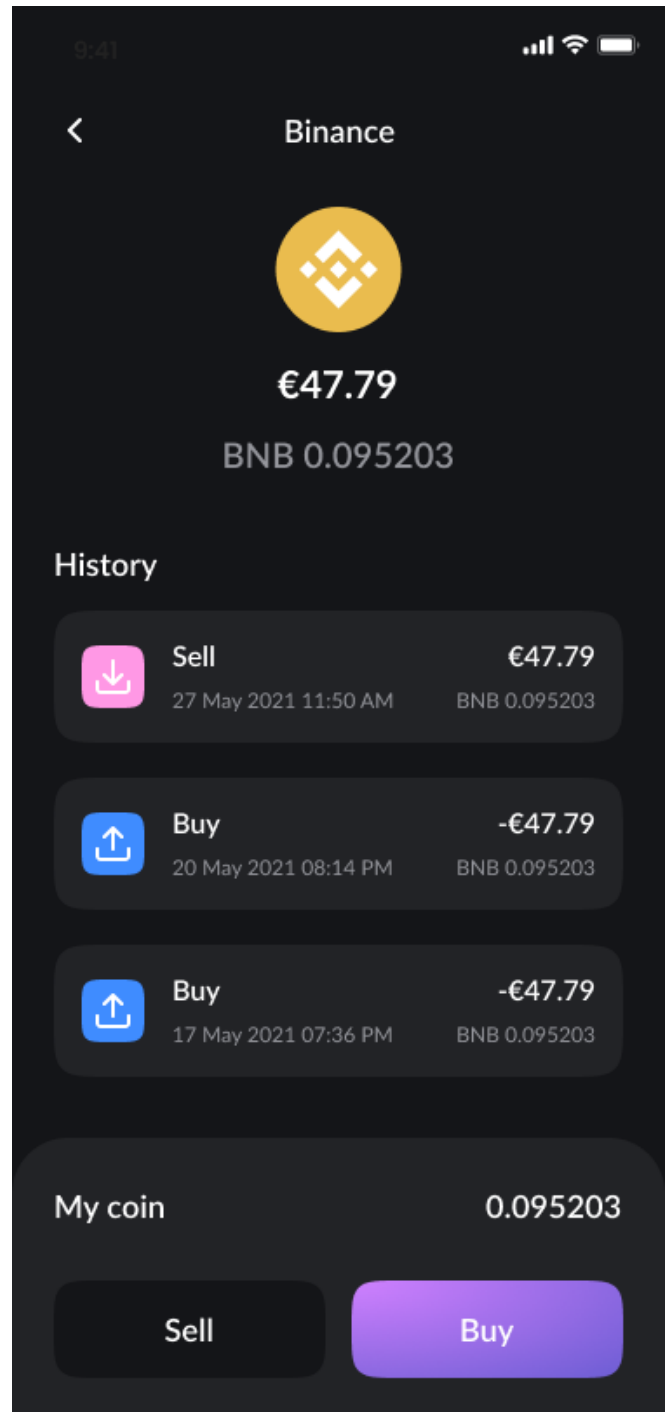 9:41
Binance
€47.79
BNB 0.095203
History
Sell €47.79
27 May 2021 11:50 AM BNB 0.095203
Buy -€47.79
20 May 2021 08:14 PM BNB 0.095203
Buy -€47.79
17 May 2021 07:36 PM BNB 0.095203
My coin 0.095203
Sell Buy